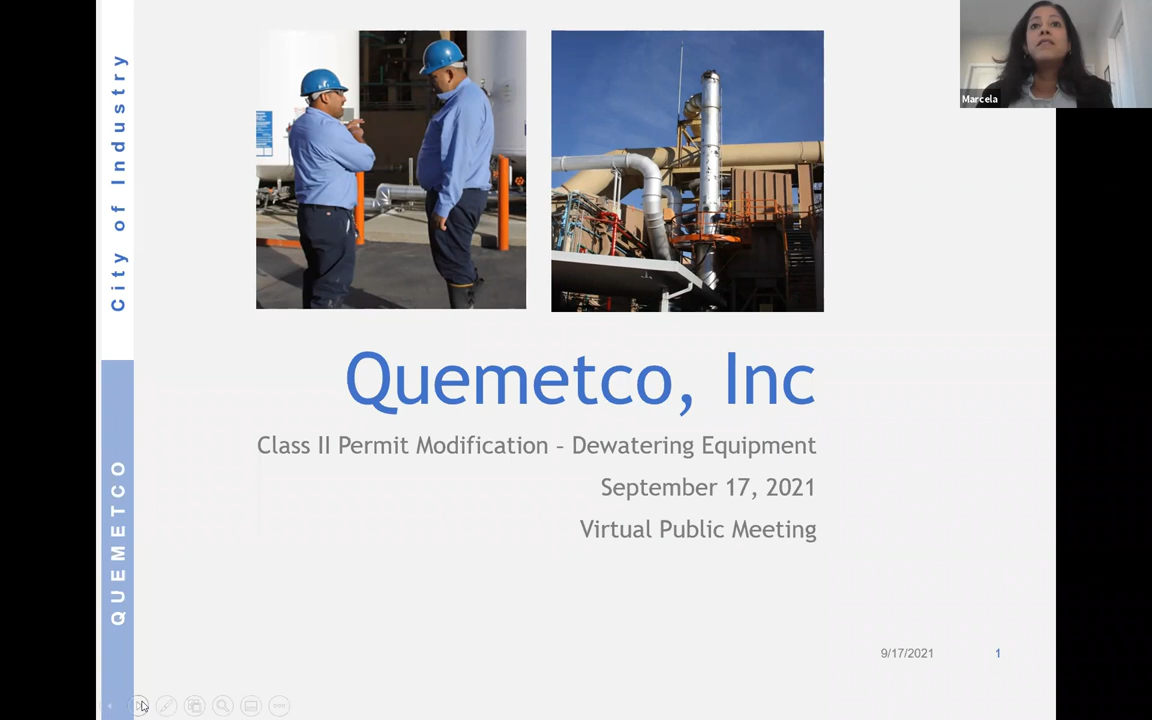 City of Industry
QUEMETCO
Marcela
Quemetco, Inc
Class II Permit Modification – Dewatering Equipment
September 17, 2021
Virtual Public Meeting
9/17/2021
1